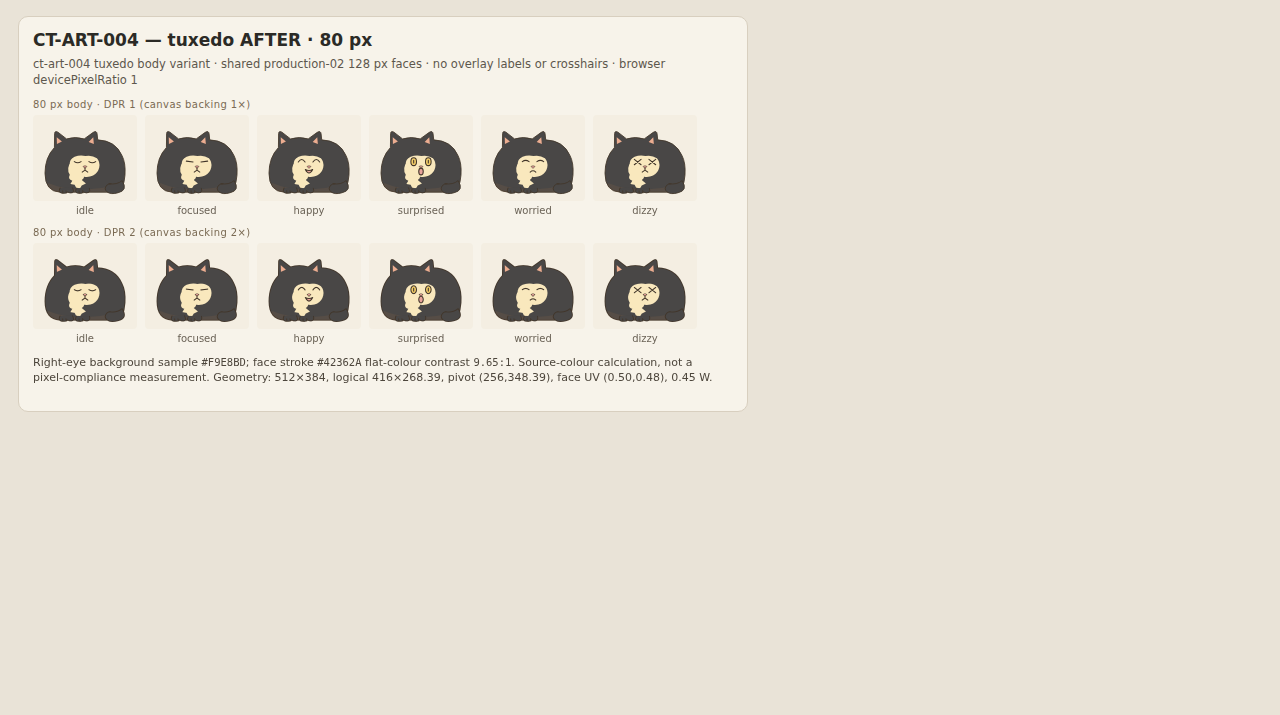 CT-ART-004 — tuxedo AFTER · 80 px
ct-art-004 tuxedo body variant · shared production-02 128 px faces · no overlay labels or crosshairs · browser
devicePixelRatio 1
80 px body · DPR 1 (canvas backing 1×)
idle focused happy surprised worried dizzy
80 px body · DPR 2 (canvas backing 2×)
idle focused happy surprised worried dizzy
Right-eye background sample #F9E8BD; face stroke #42362A flat-colour contrast 9.65:1. Source-colour calculation, not a
pixel-compliance measurement. Geometry: 512×384, logical 416×268.39, pivot (256,348.39), face UV (0.50,0.48), 0.45 W.